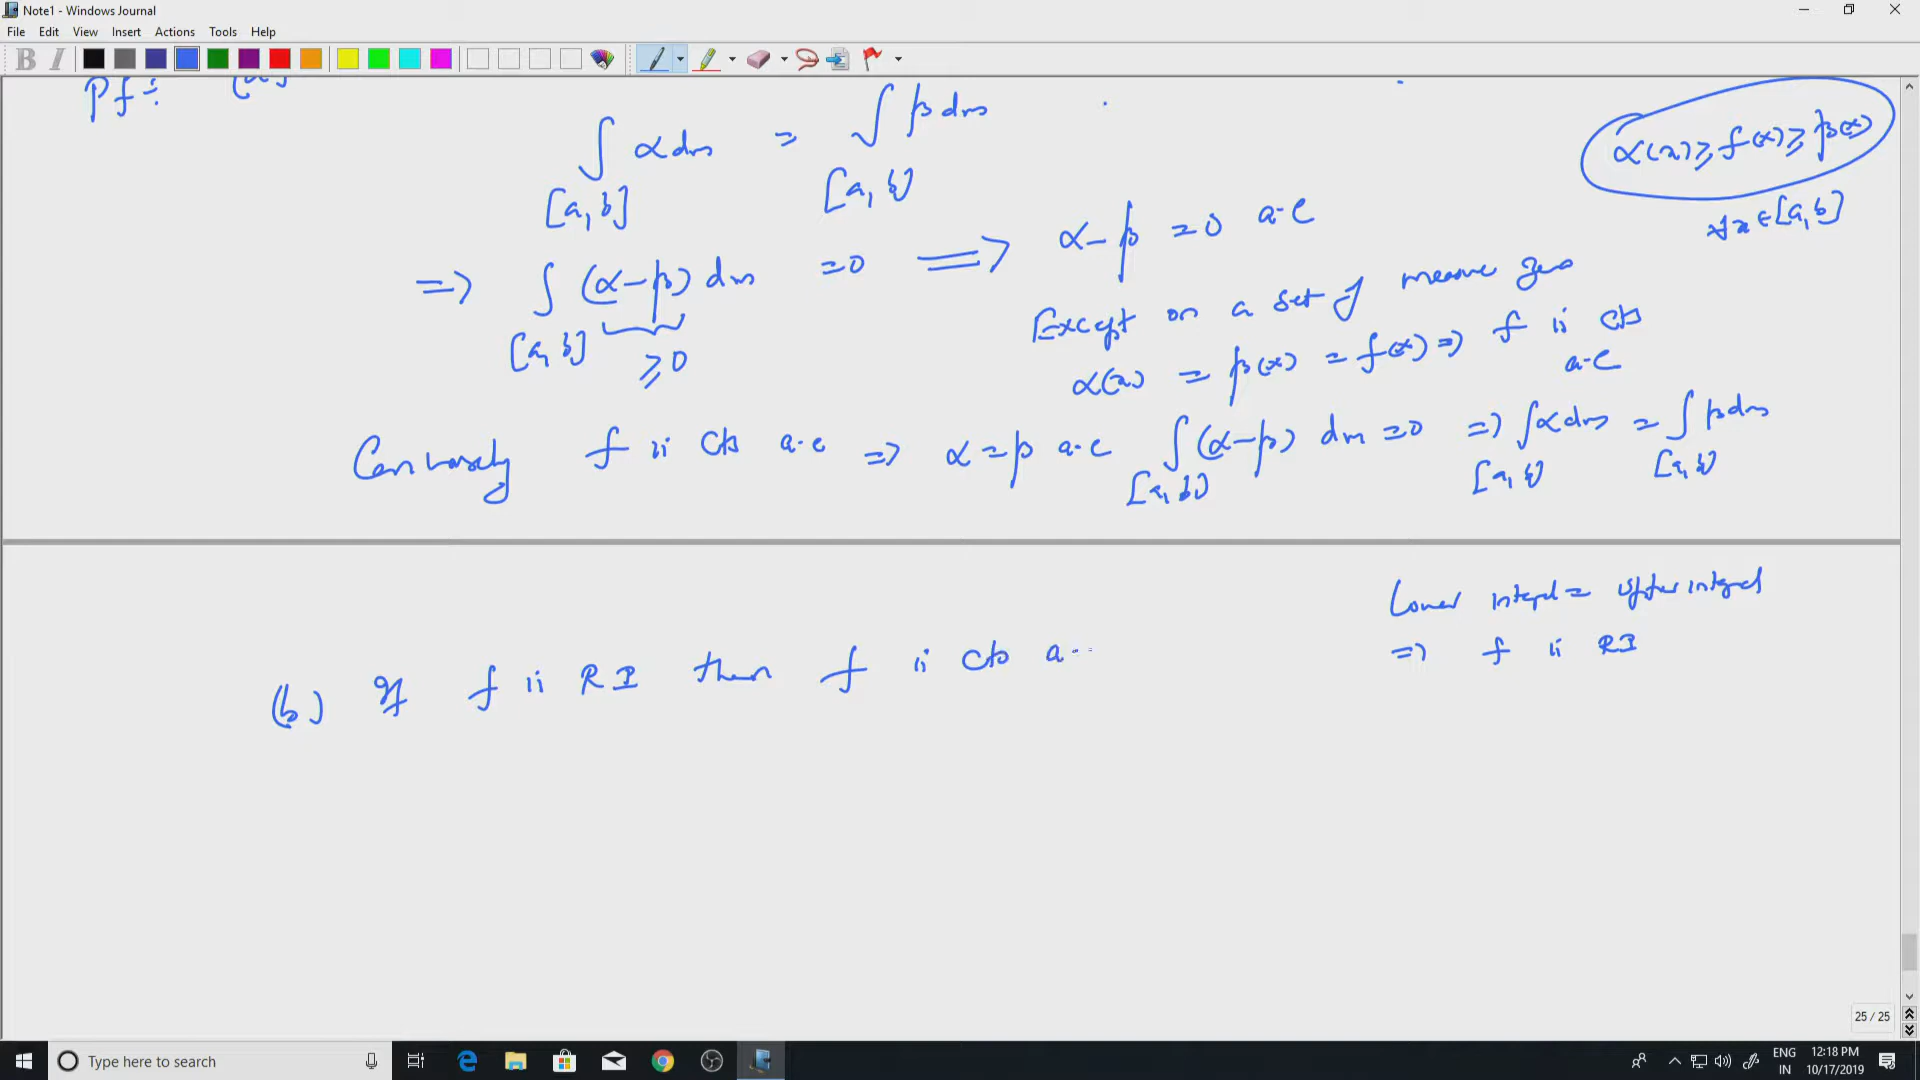 Note1 - Windows Journal
File Edit View Insert Actions Tools Help
B I
Pf:
∫ α dm = ∫ β dm
[a, b] [a, b]
α(x) ≥ f(x) ≥ β(x)
∀ x ∈ [a, b]
=> ∫ (α - β) dm = 0 => α - β = 0 a.e
[a, b] ≥ 0
Except on a set of measure zero
α(x) = β(x) = f(x) => f is cts
a.e
Conversely f is cts a.e => α = β a.e ∫ (α - β) dm = 0 => ∫ α dm = ∫ β dm
[a, b] [a, b] [a, b]
Lower integral = upper integral
=> f is RI
(b) If f is RI then f is cts a.
25 / 25
Type here to search
ENG 12:18 PM
IN 10/17/2019